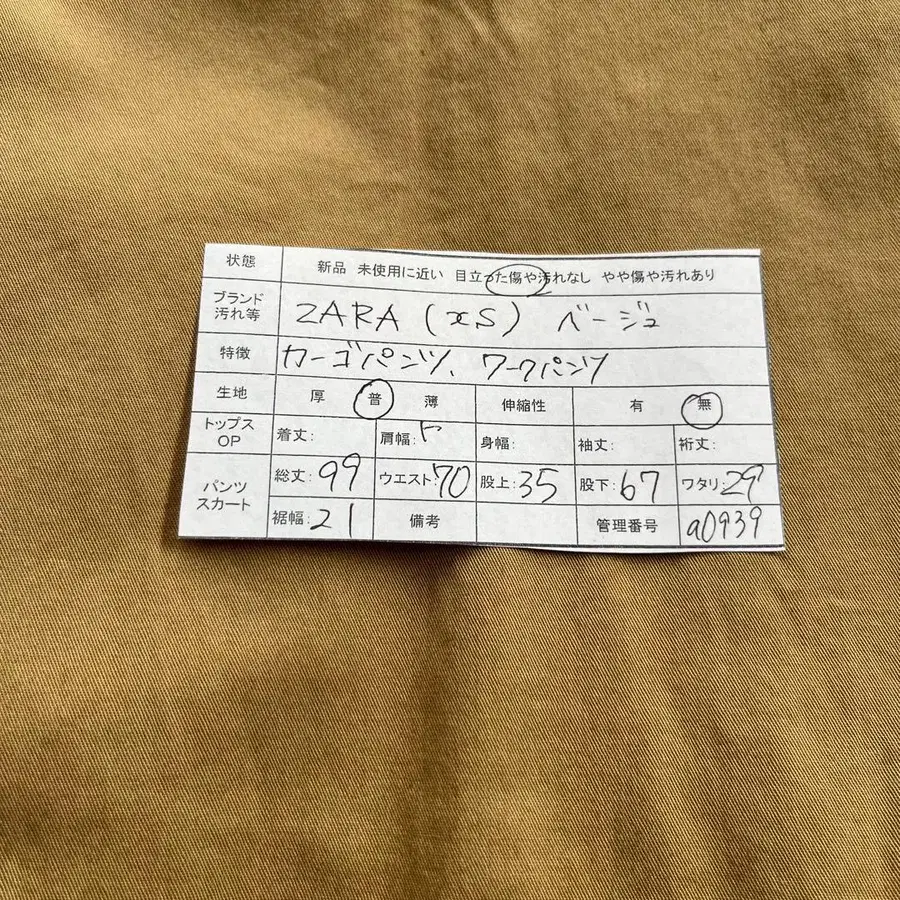 状態 新品 未使用に近い 目立った傷や汚れなし やや傷や汚れあり
ブランド
汚れ等 ZARA (xS) ベージュ
特徴 カーゴパンツ、ワークパンツ
生地 厚 普 薄 伸縮性 有 無
トップス
OP 着丈: 肩幅: 身幅: 袖丈: 裄丈:
パンツ
スカート 総丈:99 ウエスト:70 股上:35 股下:67 ワタリ:29
裾幅:21 備考 管理番号 a0939